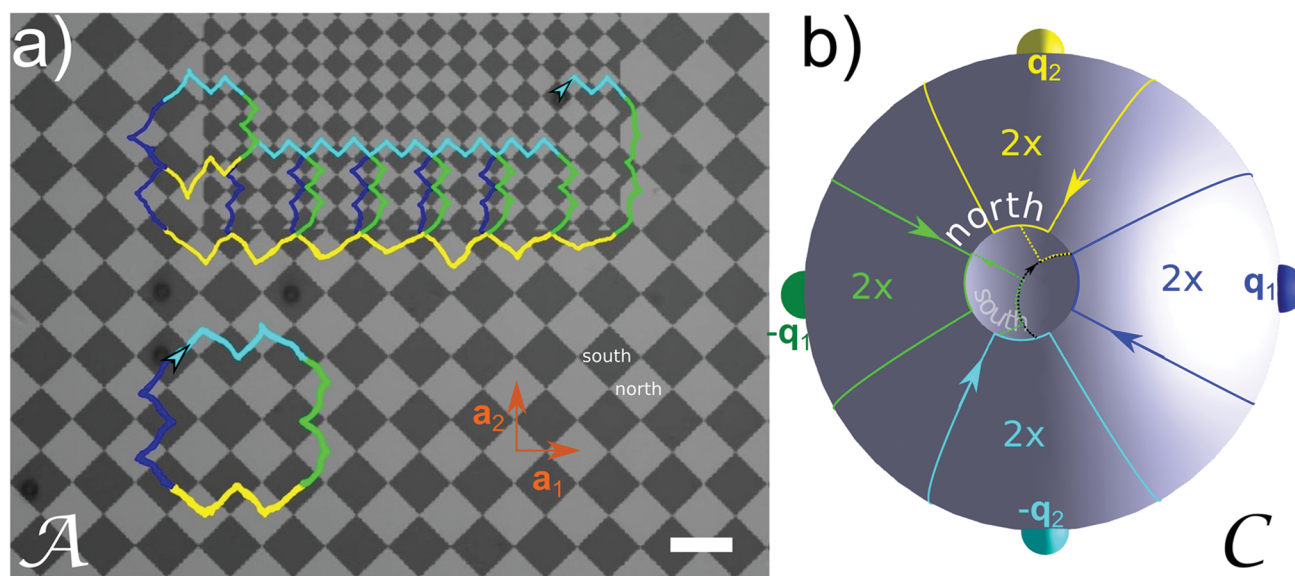 a)
south
north
a₂
a₁
𝒜
b)
q₂
2x
north
2x
2x
q₁
-q₁
south
2x
-q₂
C